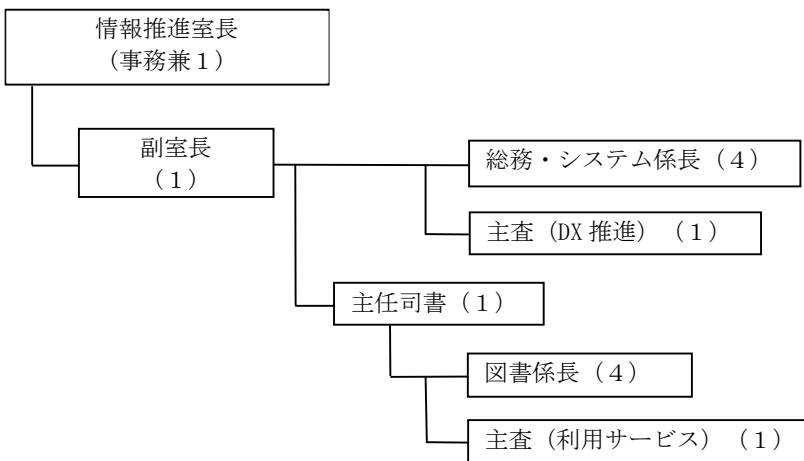 情報推進室長
(事務兼１)
副室長
（１）
総務・システム係長（４）
主査（DX推進）（１）
主任司書（１）
図書係長（４）
主査（利用サービス）（１）